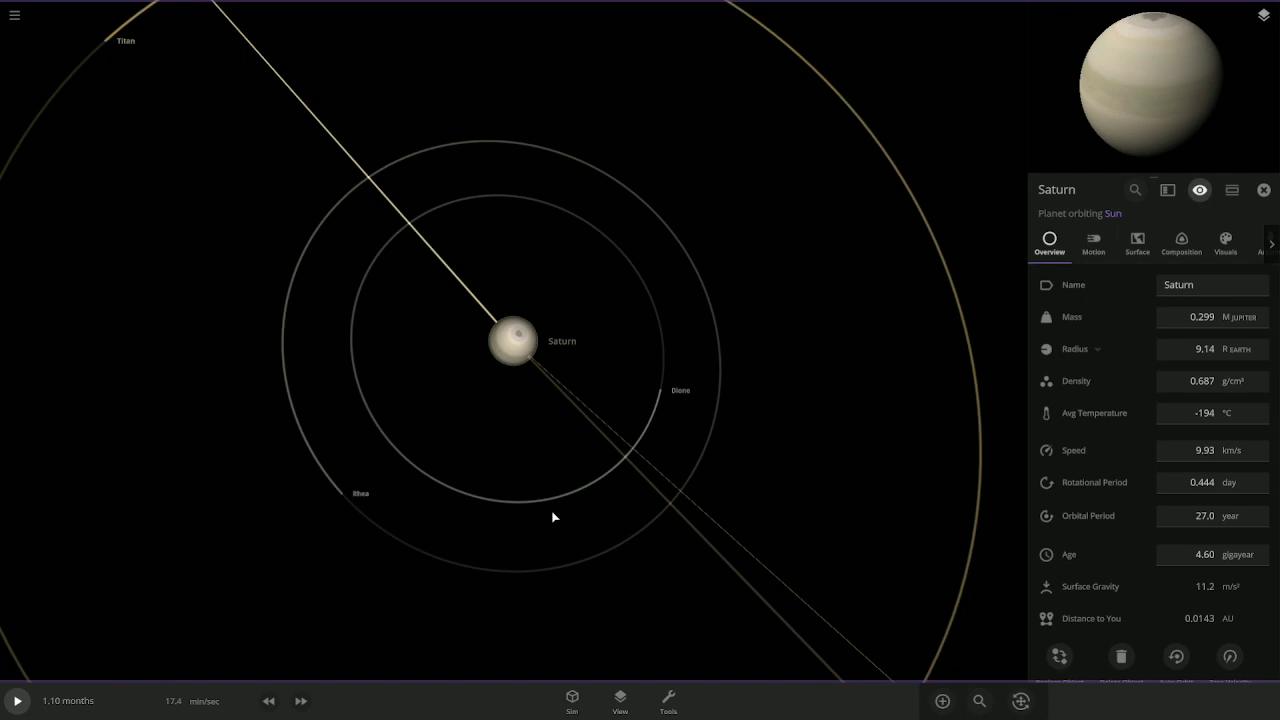 Titan
Saturn
Dione
Rhea
Saturn
Planet orbiting Sun
Overview Motion Surface Composition Visuals
Name Saturn
Mass 0.299 M JUPITER
Radius 9.14 R EARTH
Density 0.687 g/cm³
Avg Temperature -194 °C
Speed 9.93 km/s
Rotational Period 0.444 day
Orbital Period 27.0 year
Age 4.60 gigayear
Surface Gravity 11.2 m/s²
Distance to You 0.0143 AU
1.10 months 17.4 min/sec
Sim View Tools